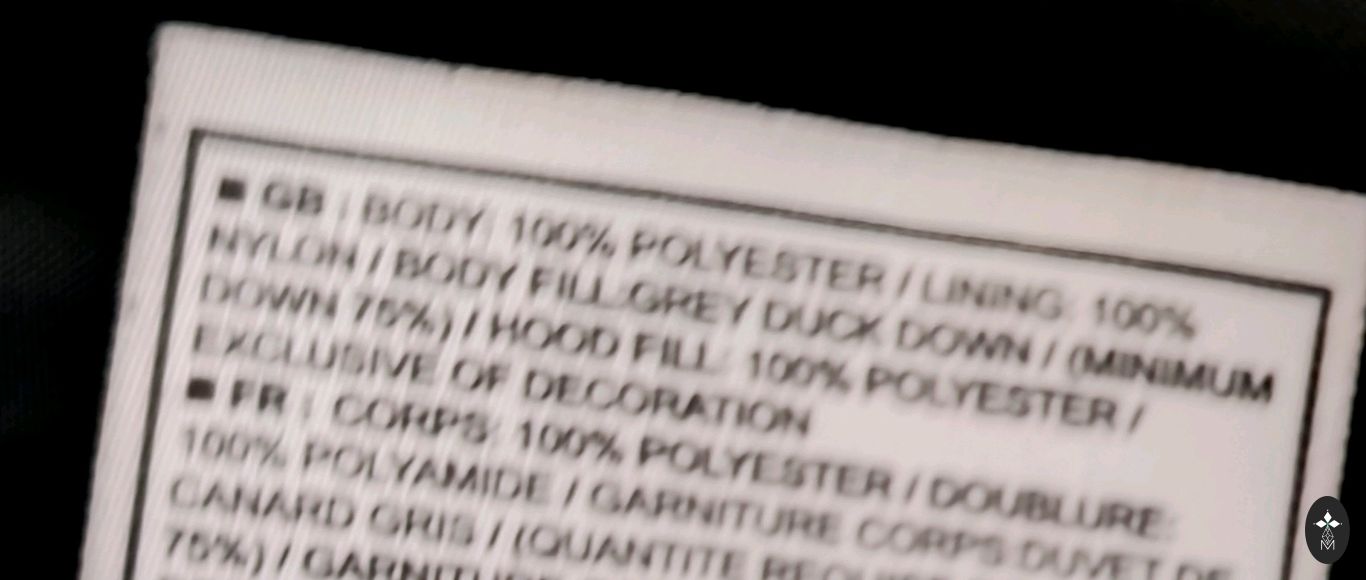 ■ GB : BODY: 100% POLYESTER / LINING: 100%
NYLON / BODY FILL:GREY DUCK DOWN / (MINIMUM
DOWN 75%) / HOOD FILL: 100% POLYESTER /
EXCLUSIVE OF DECORATION
■ FR : CORPS: 100% POLYESTER / DOUBLURE:
100% POLYAMIDE / GARNITURE CORPS:DUVET DE
CANARD GRIS / (QUANTITE
75%) / GARNITURE
M